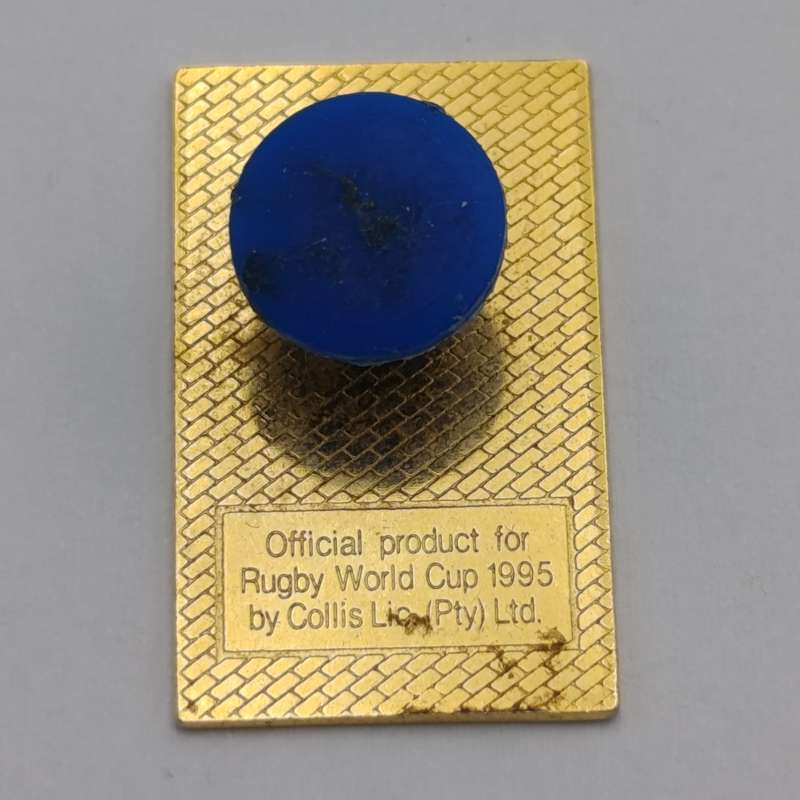 Official product for
Rugby World Cup 1995
by Collis Lic. (Pty) Ltd.